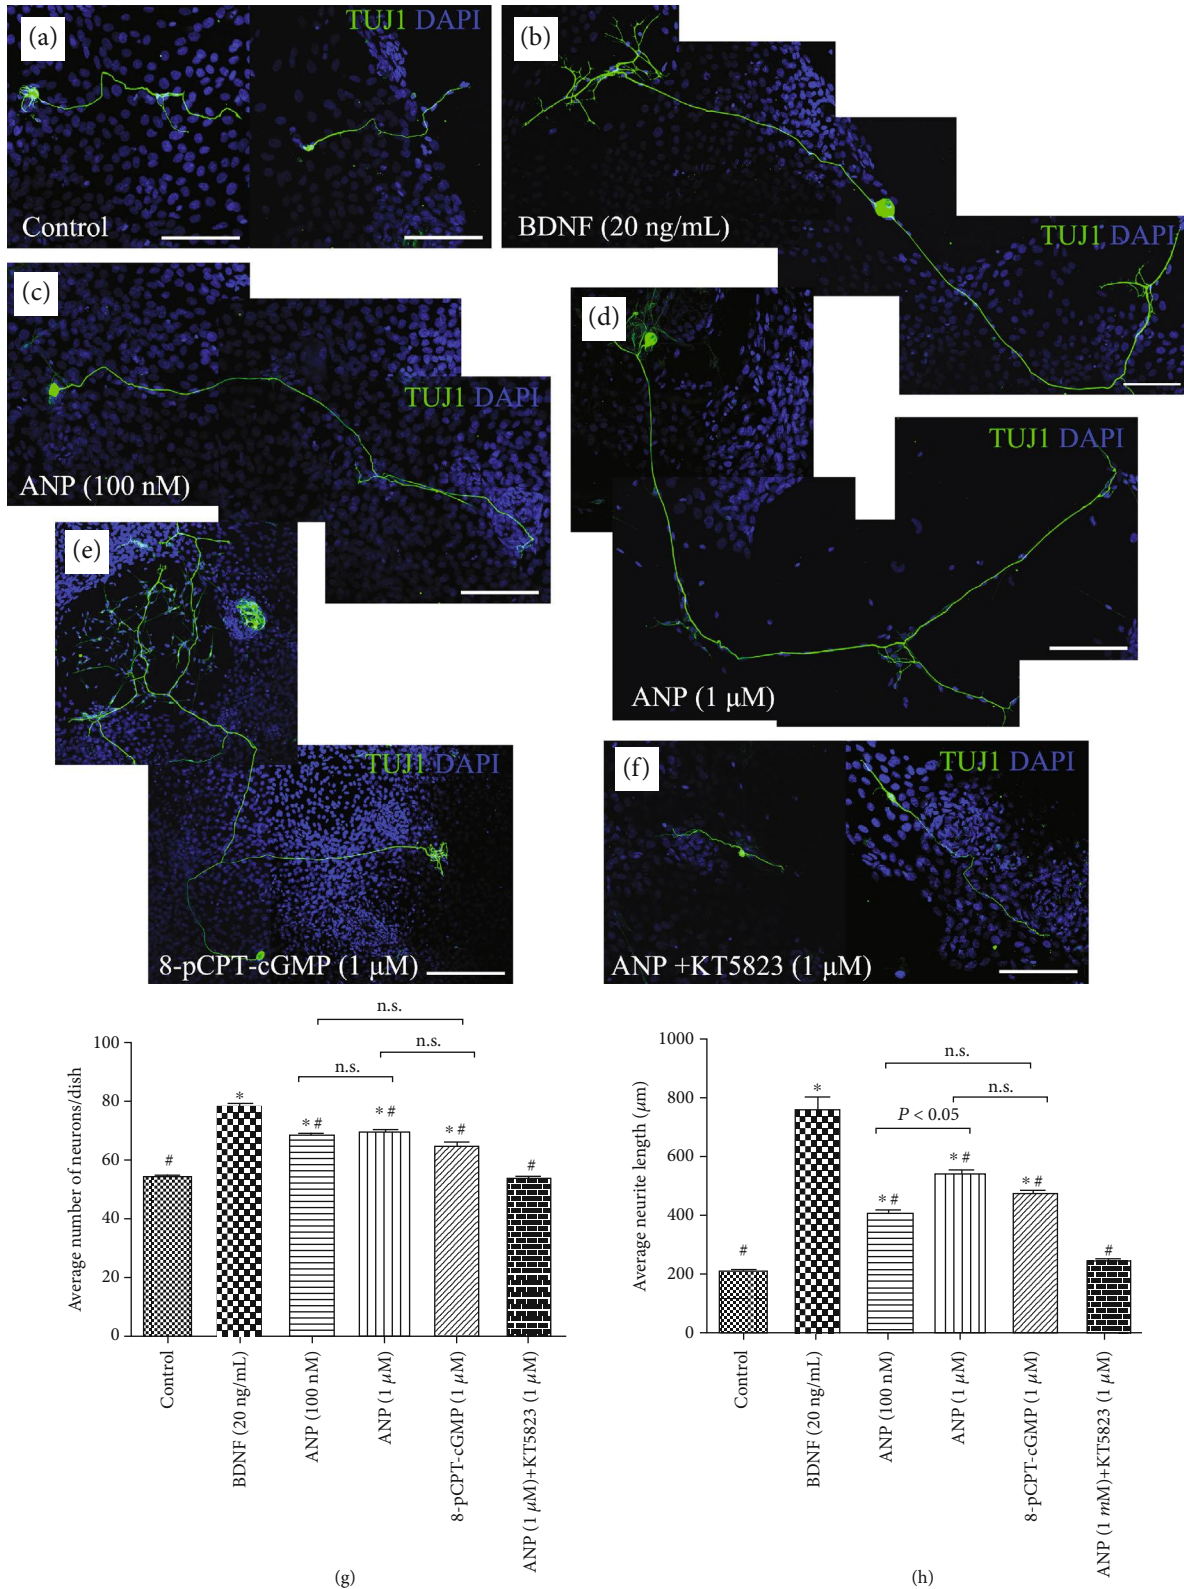 (a)
TUJ1 DAPI
Control
(b)
BDNF (20 ng/mL)
TUJ1 DAPI
(c)
TUJ1 DAPI
ANP (100 nM)
(d)
TUJ1 DAPI
ANP (1 μM)
(e)
TUJ1 DAPI
8-pCPT-cGMP (1 μM)
(f)
TUJ1 DAPI
ANP +KT5823 (1 μM)
n.s.
n.s.
n.s.
Average number of neurons/dish
100
80
60
40
20
0
#
*
* #
* #
* #
#
Control
BDNF (20 ng/mL)
ANP (100 nM)
ANP (1 μM)
8-pCPT-cGMP (1 μM)
ANP (1 μM)+KT5823 (1 μM)
(g)
n.s.
n.s.
P < 0.05
Average neurite length (μm)
1000
800
600
400
200
0
#
*
* #
* #
* #
#
Control
BDNF (20 ng/mL)
ANP (100 nM)
ANP (1 μM)
8-pCPT-cGMP (1 μM)
ANP (1 mM)+KT5823 (1 μM)
(h)